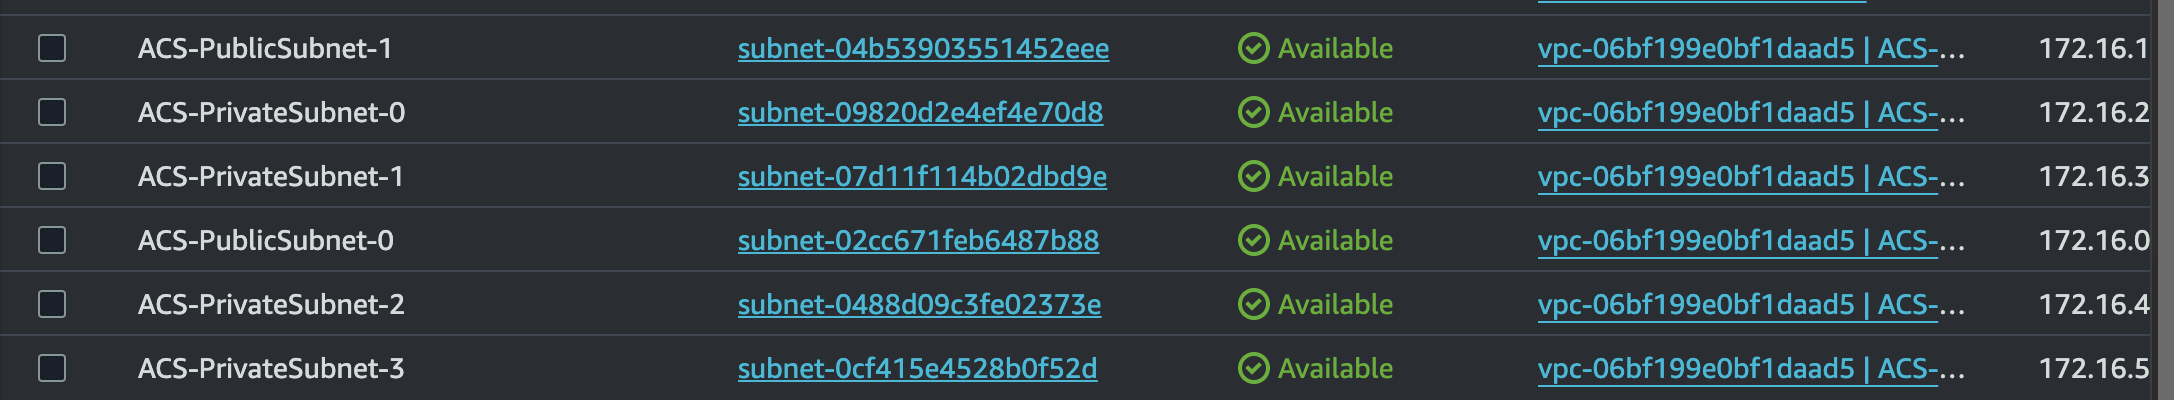 ACS-PublicSubnet-1 subnet-04b53903551452eee Available vpc-06bf199e0bf1daad5 | ACS-... 172.16.1
ACS-PrivateSubnet-0 subnet-09820d2e4ef4e70d8 Available vpc-06bf199e0bf1daad5 | ACS-... 172.16.2
ACS-PrivateSubnet-1 subnet-07d11f114b02dbd9e Available vpc-06bf199e0bf1daad5 | ACS-... 172.16.3
ACS-PublicSubnet-0 subnet-02cc671feb6487b88 Available vpc-06bf199e0bf1daad5 | ACS-... 172.16.0
ACS-PrivateSubnet-2 subnet-0488d09c3fe02373e Available vpc-06bf199e0bf1daad5 | ACS-... 172.16.4
ACS-PrivateSubnet-3 subnet-0cf415e4528b0f52d Available vpc-06bf199e0bf1daad5 | ACS-... 172.16.5